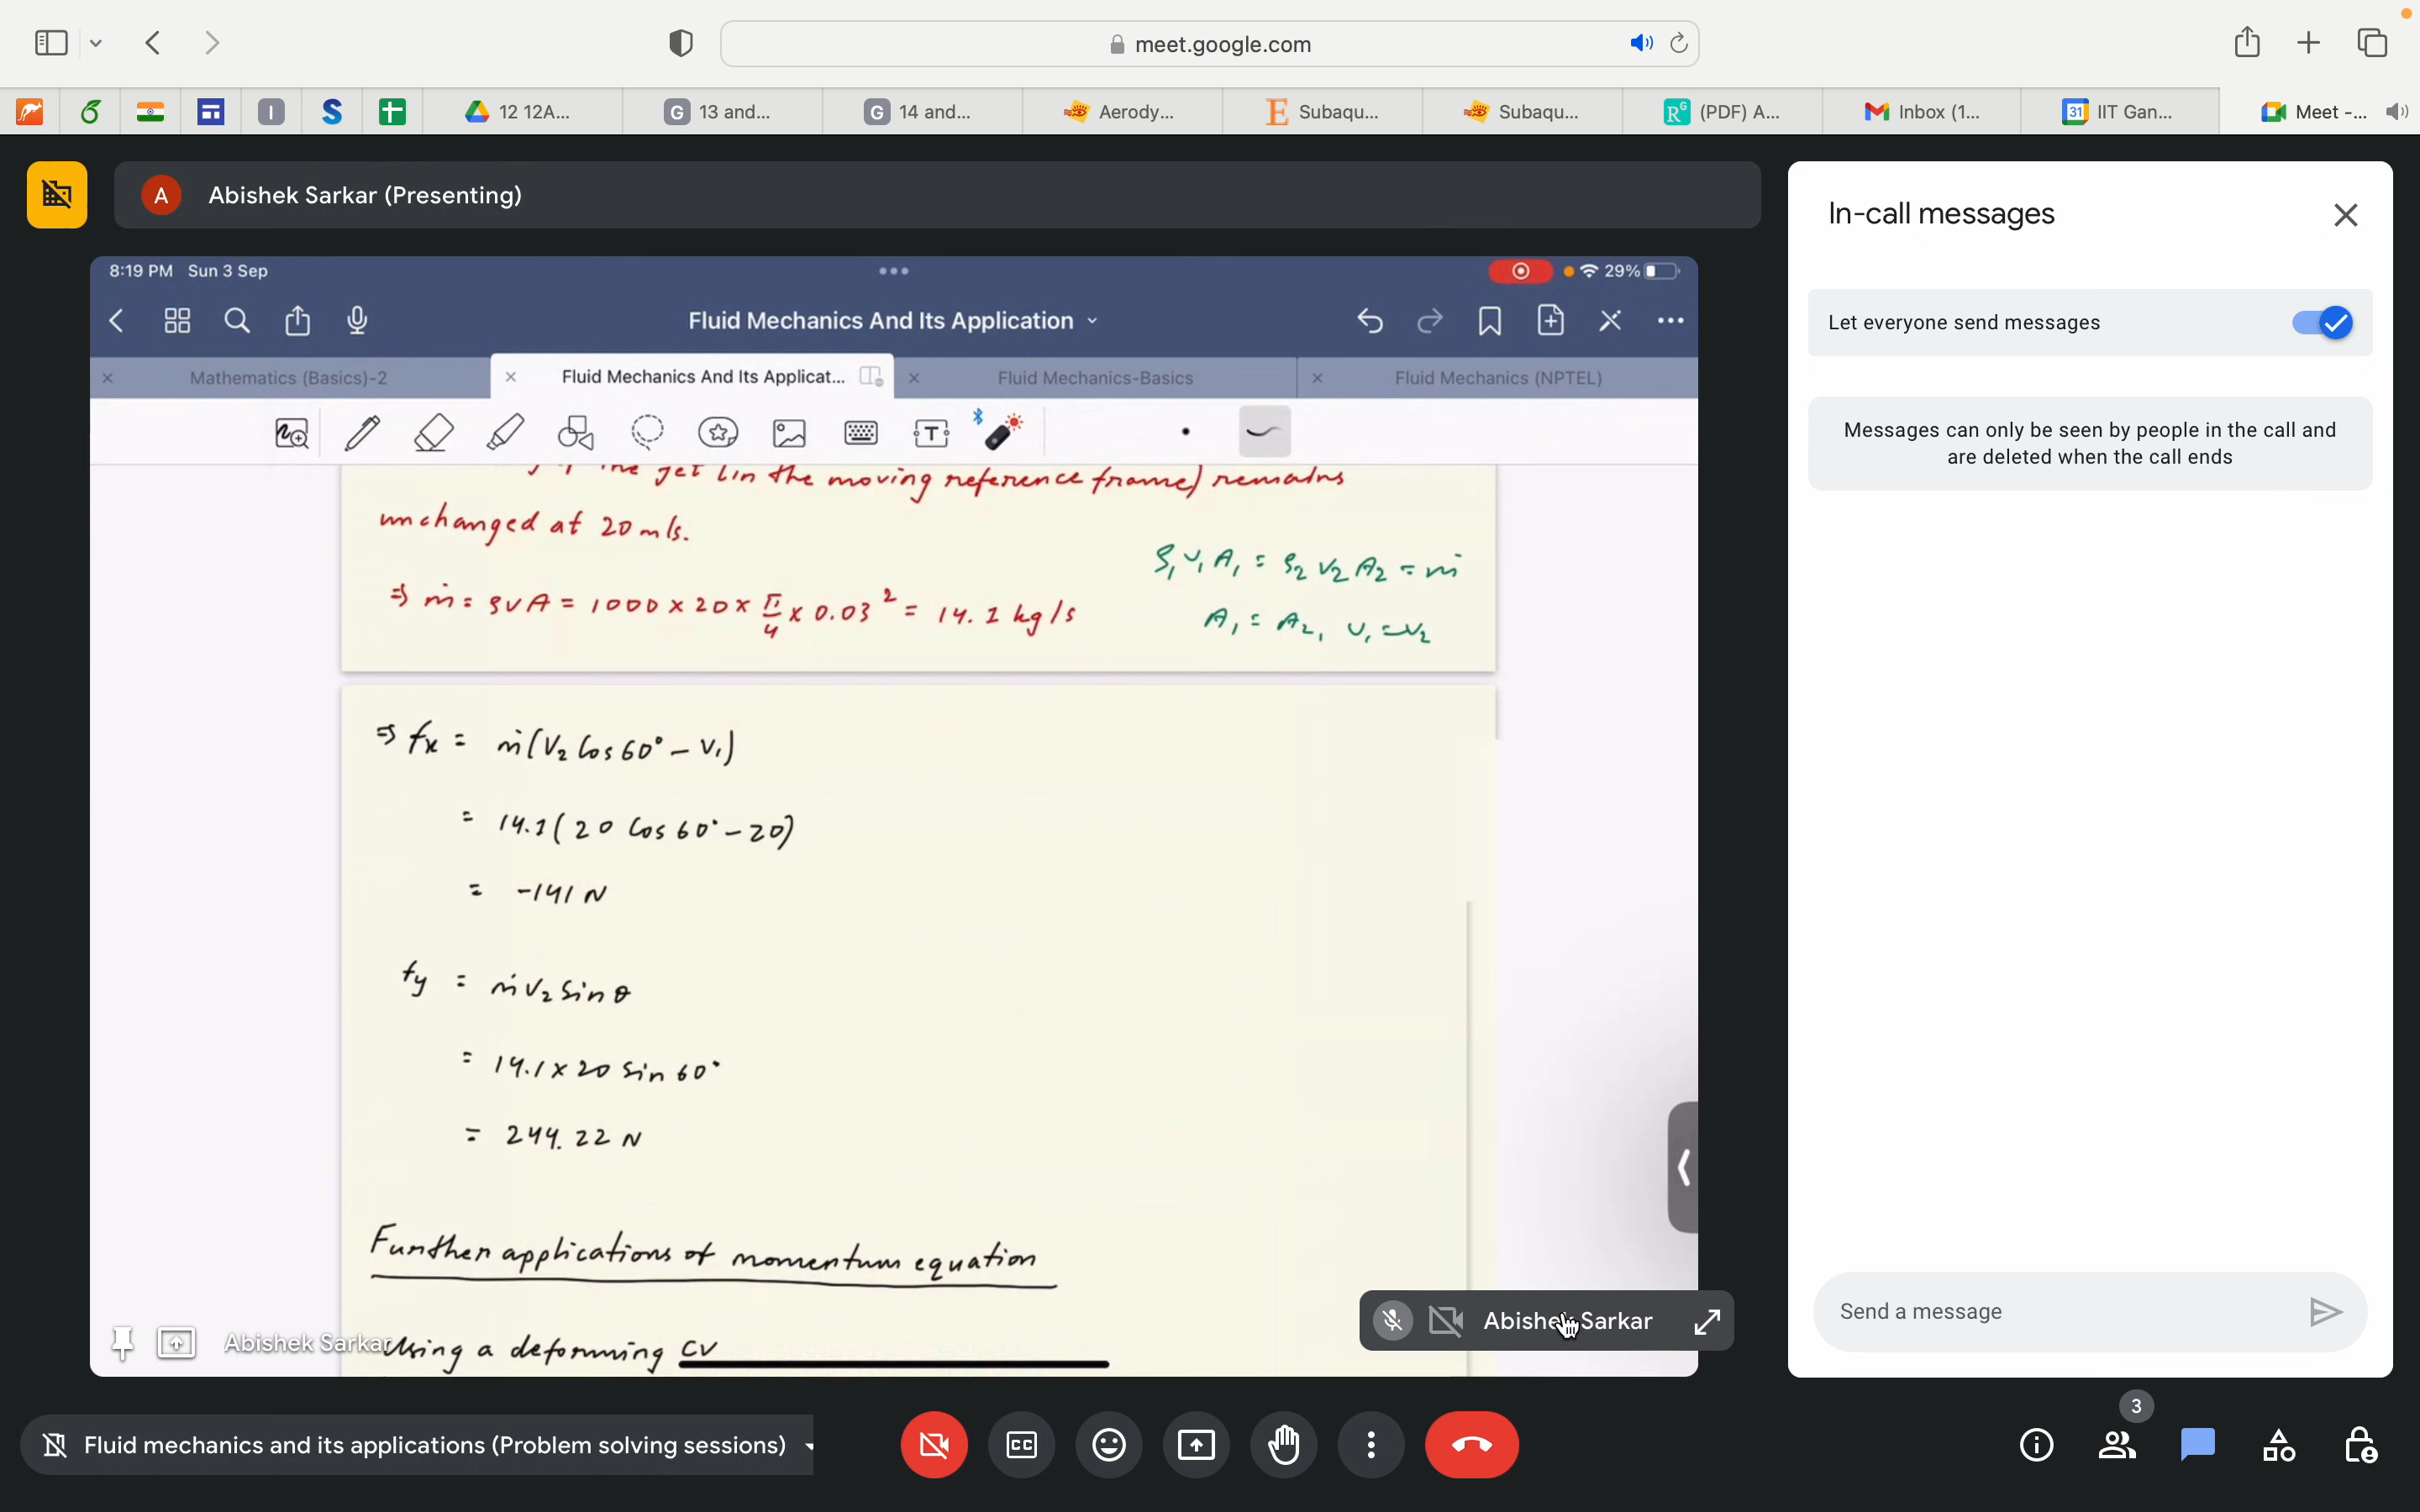 meet.google.com
12 12A...
13 and...
14 and...
Aerody...
Subaqu...
Subaqu...
(PDF) A...
Inbox (1...
IIT Gan...
Meet -...
A
Abishek Sarkar (Presenting)
8:19 PM Sun 3 Sep
29%
Fluid Mechanics And Its Application
Mathematics (Basics)-2
Fluid Mechanics And Its Applicat...
Fluid Mechanics-Basics
Fluid Mechanics (NPTEL)
the jet (in the moving reference frame) remains
unchanged at 20 m/s.
ρ₁ v₁ A₁ = ρ₂ v₂ A₂ = ṁ
⇒ ṁ = ρvA = 1000 × 20 × π/4 × 0.03² = 14.1 kg/s
A₁ = A₂, v₁ = v₂
⇒ fx = ṁ(V₂ Cos 60° − V₁)
= 14.1(20 Cos 60° − 20)
= -141 N
fy = ṁ V₂ Sin θ
= 14.1 × 20 Sin 60°
= 244.22 N
Further applications of momentum equation
Using a deforming CV
Abishek Sarkar
Abishek Sarkar
Fluid mechanics and its applications (Problem solving sessions)
In-call messages
Let everyone send messages
Messages can only be seen by people in the call and
are deleted when the call ends
Send a message
3